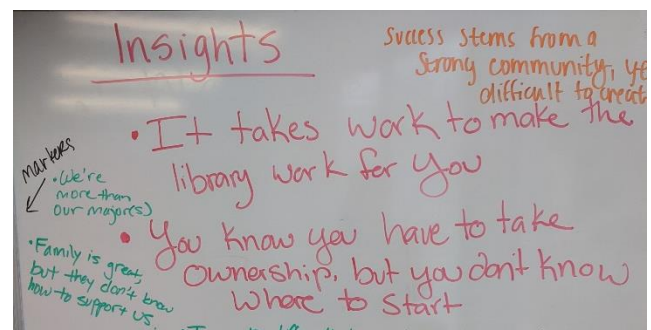 Insights
Success stems from a
strong community, ye
difficult to creat
• It takes work to make the
library work for you
• You know you have to take
ownership, but you don't know
where to start
markers
• We're
more than
our major(s)
• Family is great,
but they don't know
how to support us